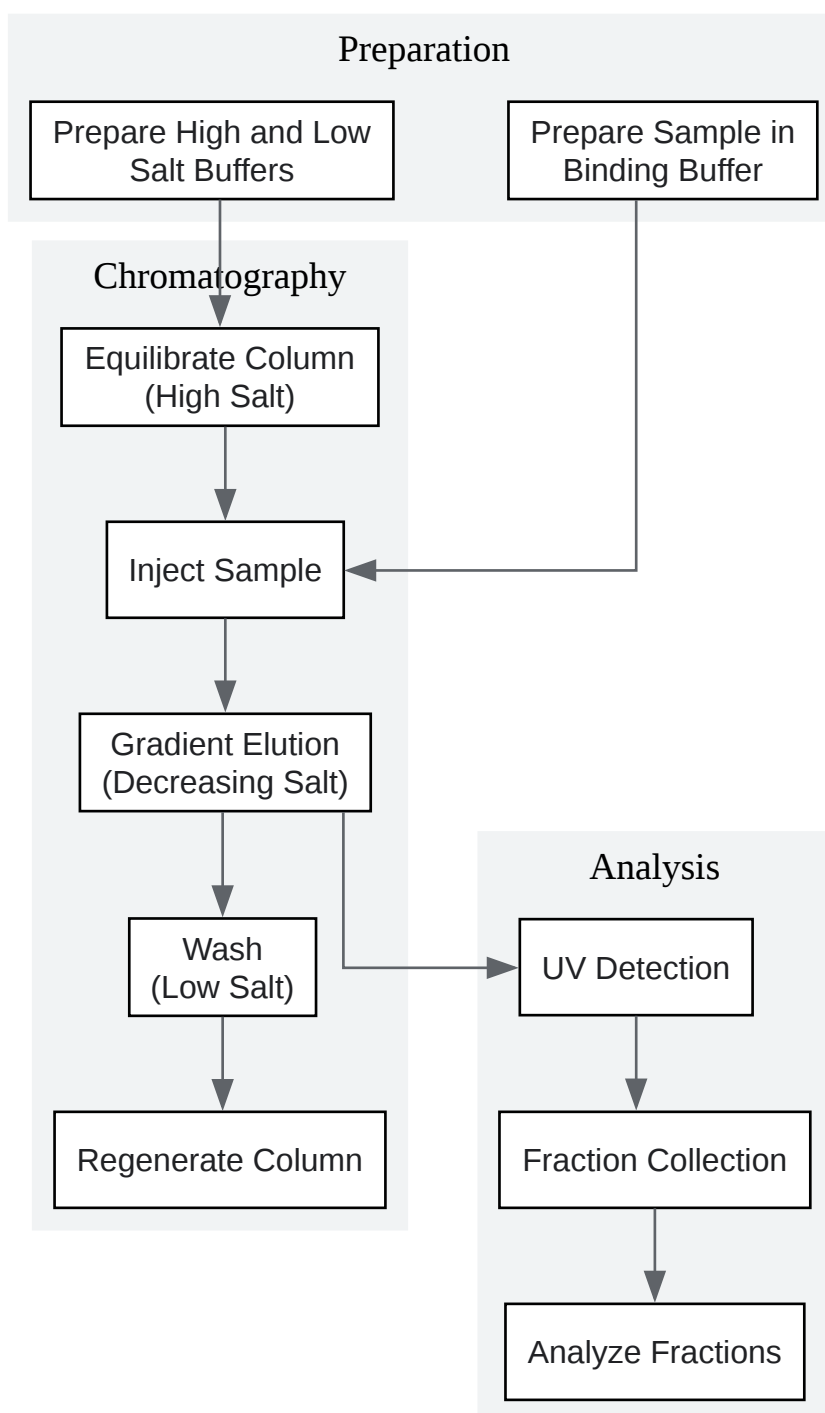 Preparation
Prepare High and Low
Salt Buffers
Prepare Sample in
Binding Buffer
Chromatography
Equilibrate Column
(High Salt)
Inject Sample
Gradient Elution
(Decreasing Salt)
Wash
(Low Salt)
Regenerate Column
Analysis
UV Detection
Fraction Collection
Analyze Fractions